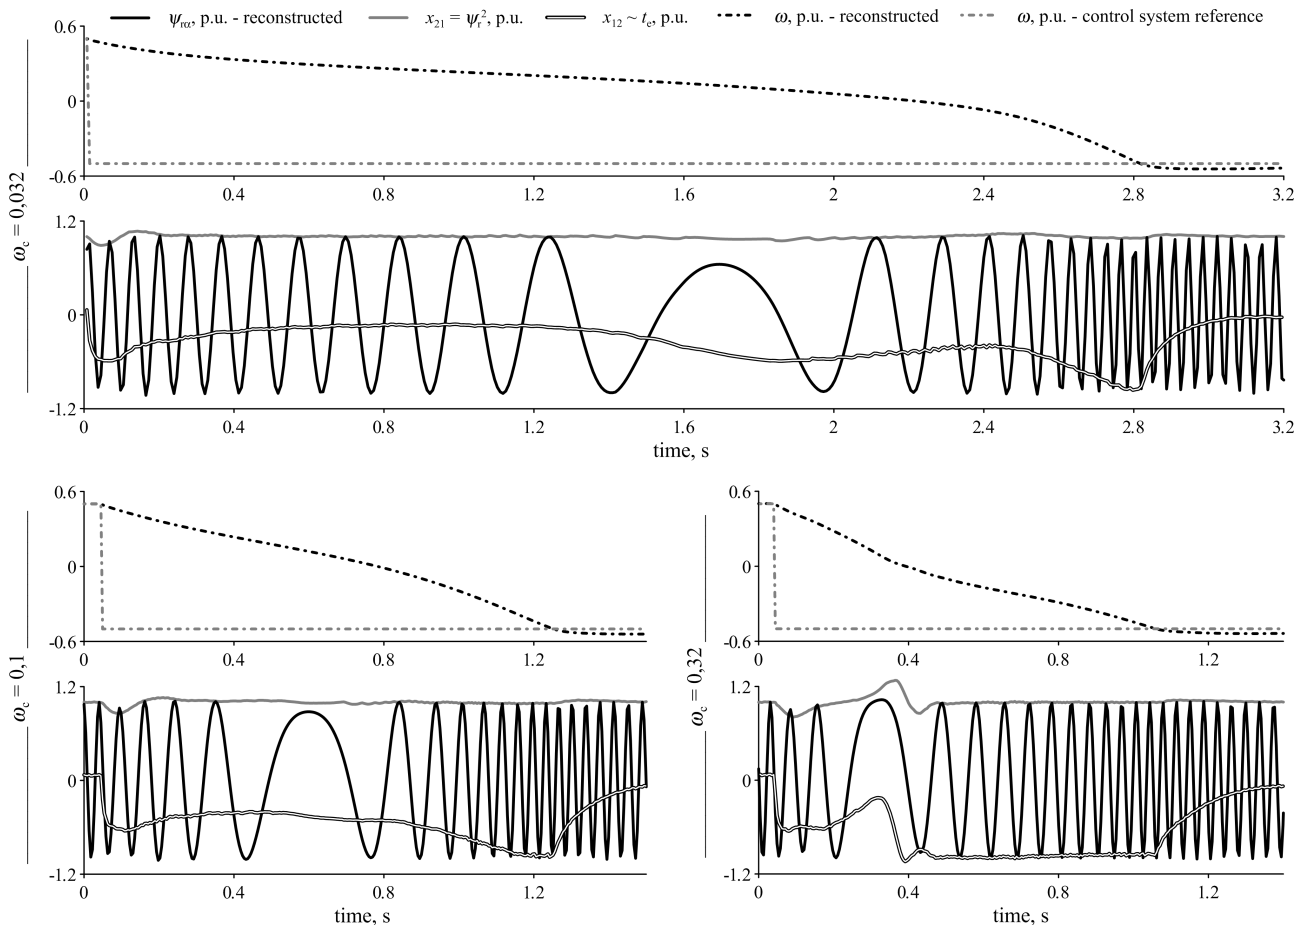 ψrα, p.u. - reconstructed x21 = ψr², p.u. x12 ~ te, p.u. ω, p.u. - reconstructed ω, p.u. - control system reference
ωc = 0,032
0.6
0
-0.6
0 0.4 0.8 1.2 1.6 2 2.4 2.8 3.2
1.2
0
-1.2
0 0.4 0.8 1.2 1.6 2 2.4 2.8 3.2
time, s
ωc = 0,1
0.6
0
-0.6
0 0.4 0.8 1.2
1.2
0
-1.2
0 0.4 0.8 1.2
time, s
ωc = 0,32
0.6
0
-0.6
0 0.4 0.8 1.2
1.2
0
-1.2
0 0.4 0.8 1.2
time, s